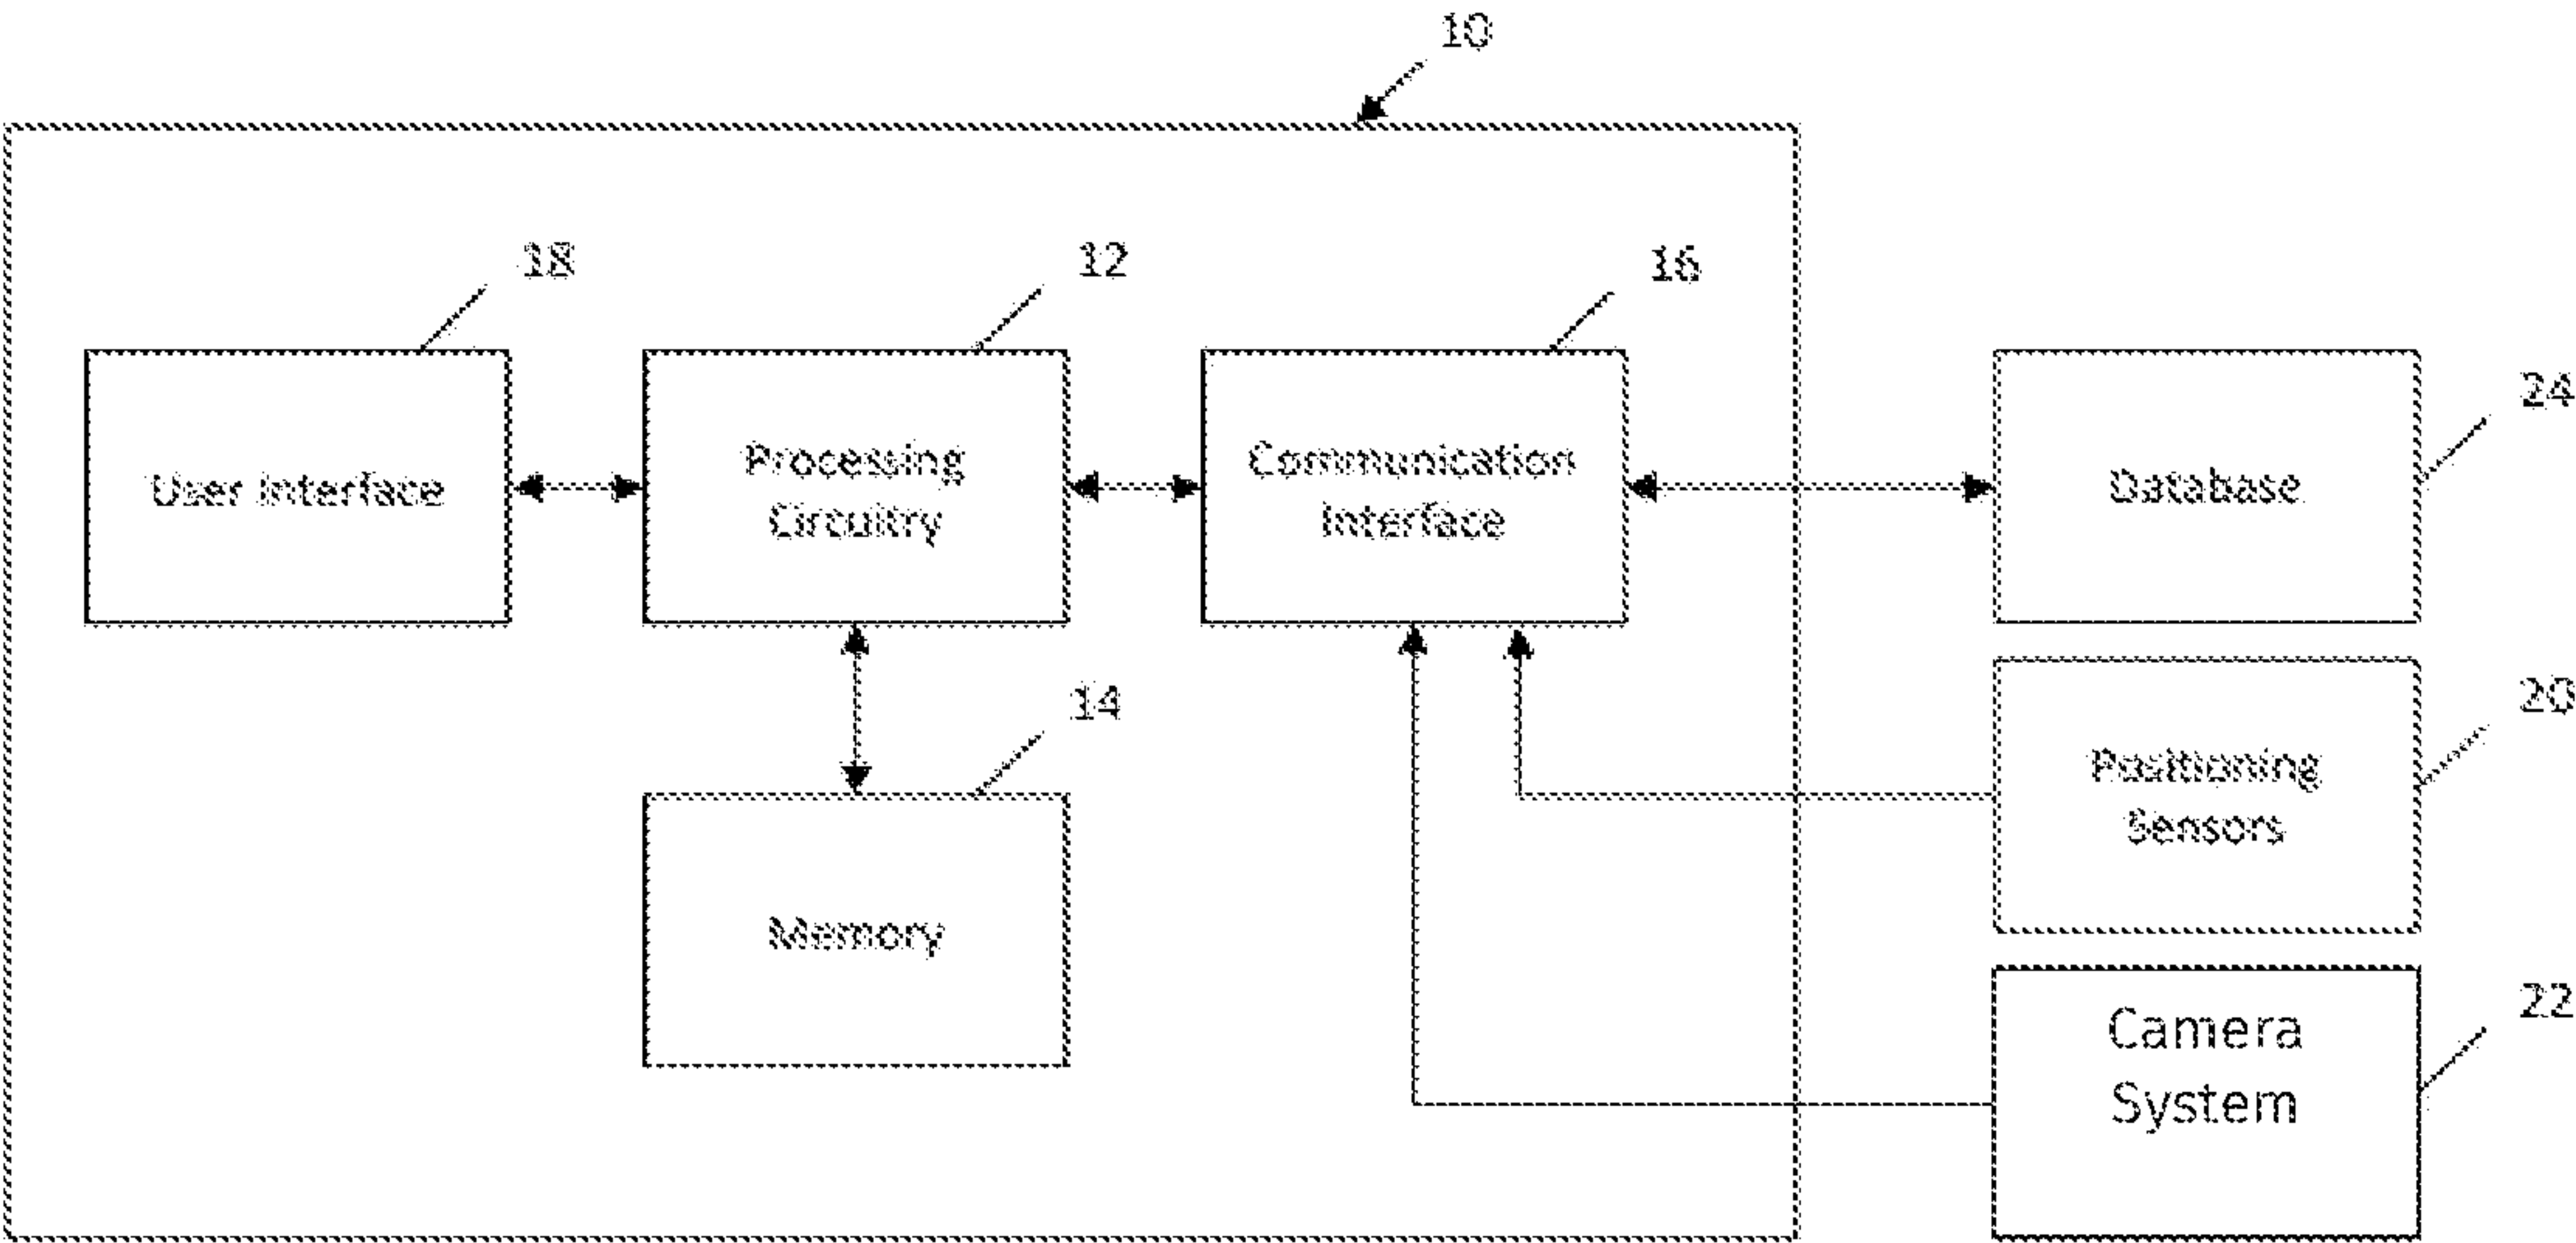 10
18
12
16
User Interface
Processing
Circuitry
Communication
Interface
Database
24
14
Memory
Positioning
Sensors
20
Camera
System
22